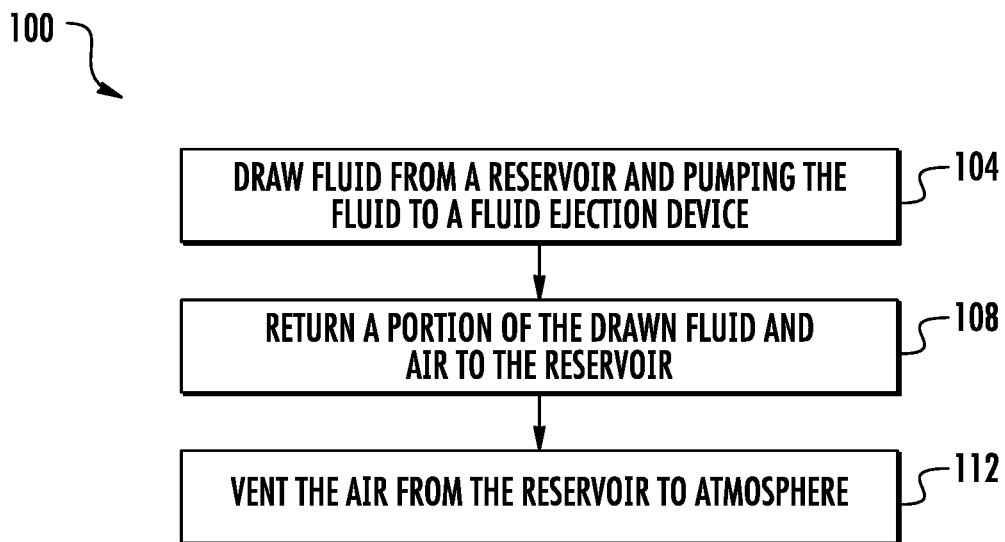 100
DRAW FLUID FROM A RESERVOIR AND PUMPING THE
FLUID TO A FLUID EJECTION DEVICE
104
RETURN A PORTION OF THE DRAWN FLUID AND
AIR TO THE RESERVOIR
108
VENT THE AIR FROM THE RESERVOIR TO ATMOSPHERE
112